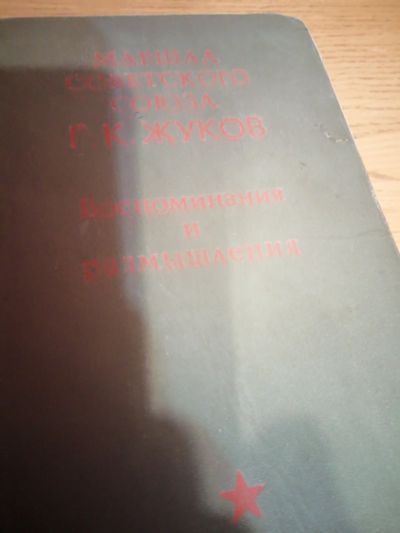 МАРШАЛ
СОВЕТСКОГО
СОЮЗА
Г. К. ЖУКОВ
Воспоминания
и
размышления